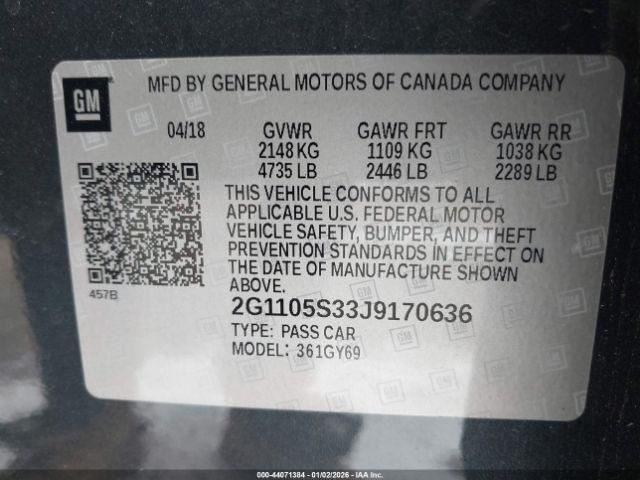 GM
MFD BY GENERAL MOTORS OF CANADA COMPANY
04/18 GVWR GAWR FRT GAWR RR
2148 KG 1109 KG 1038 KG
4735 LB 2446 LB 2289 LB
THIS VEHICLE CONFORMS TO ALL
APPLICABLE U.S. FEDERAL MOTOR
VEHICLE SAFETY, BUMPER, AND THEFT
PREVENTION STANDARDS IN EFFECT ON
THE DATE OF MANUFACTURE SHOWN
ABOVE.
457B
2G1105S33J9170636
TYPE: PASS CAR
MODEL: 361GY69
000-44071384 | 01/02/2026 - IAA Inc.